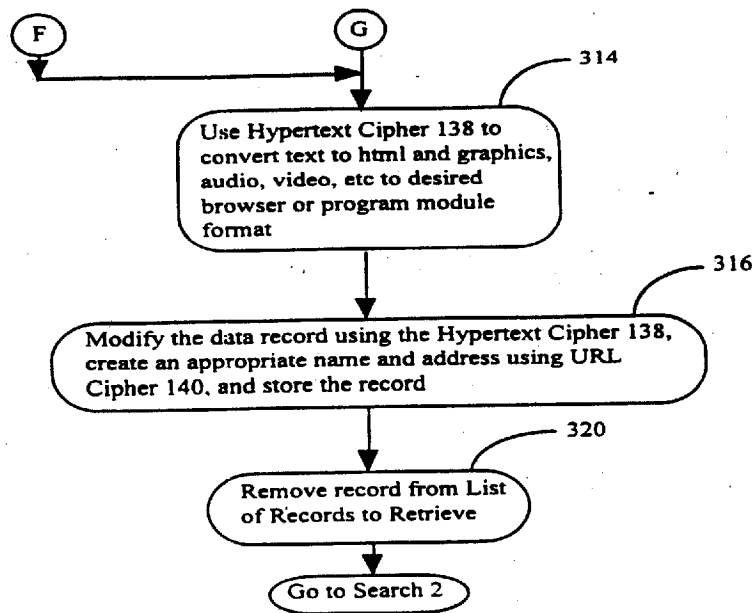 F
G
314
Use Hypertext Cipher 138 to
convert text to html and graphics,
audio, video, etc to desired
browser or program module
format
316
Modify the data record using the Hypertext Cipher 138,
create an appropriate name and address using URL
Cipher 140, and store the record
320
Remove record from List
of Records to Retrieve
Go to Search 2